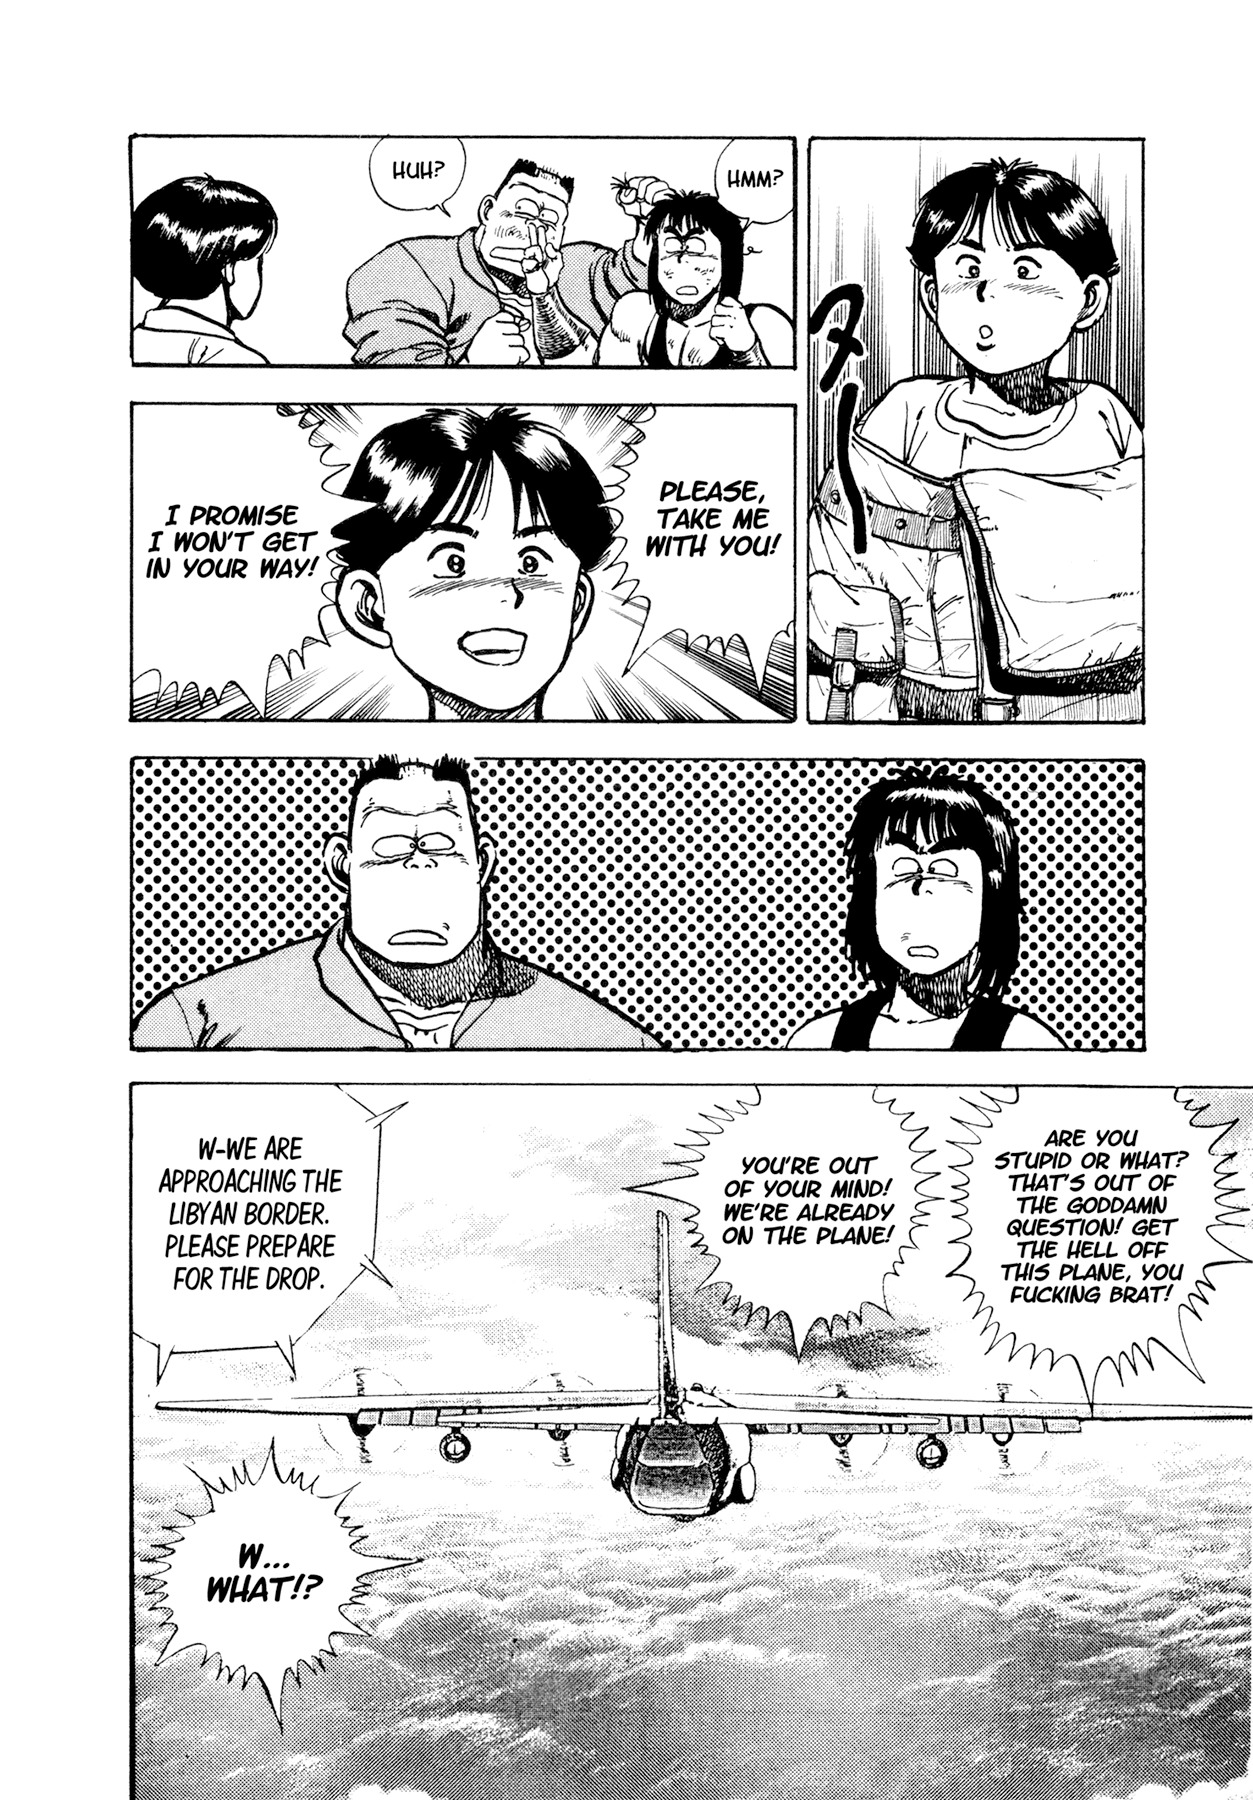 ター
HMM?
HUH?
PLEASE,
TAKE ME
WITH YOU!
I PROMISE
I WON'T GET
IN YOUR WAY!
ARE YOU
STUPID OR WHAT?
THAT'S OUT OF
THE GODDAMN
QUESTION! GET
THE HELL OFF
THIS PLANE, YOU
FUCKING BRAT!
YOU'RE OUT
OF YOUR MIND!
WE'RE ALREADY
ON THE PLANE!
W-WE ARE
APPROACHING THE
LIBYAN BORDER.
PLEASE PREPARE
FOR THE DROP.
W...
WHAT!?